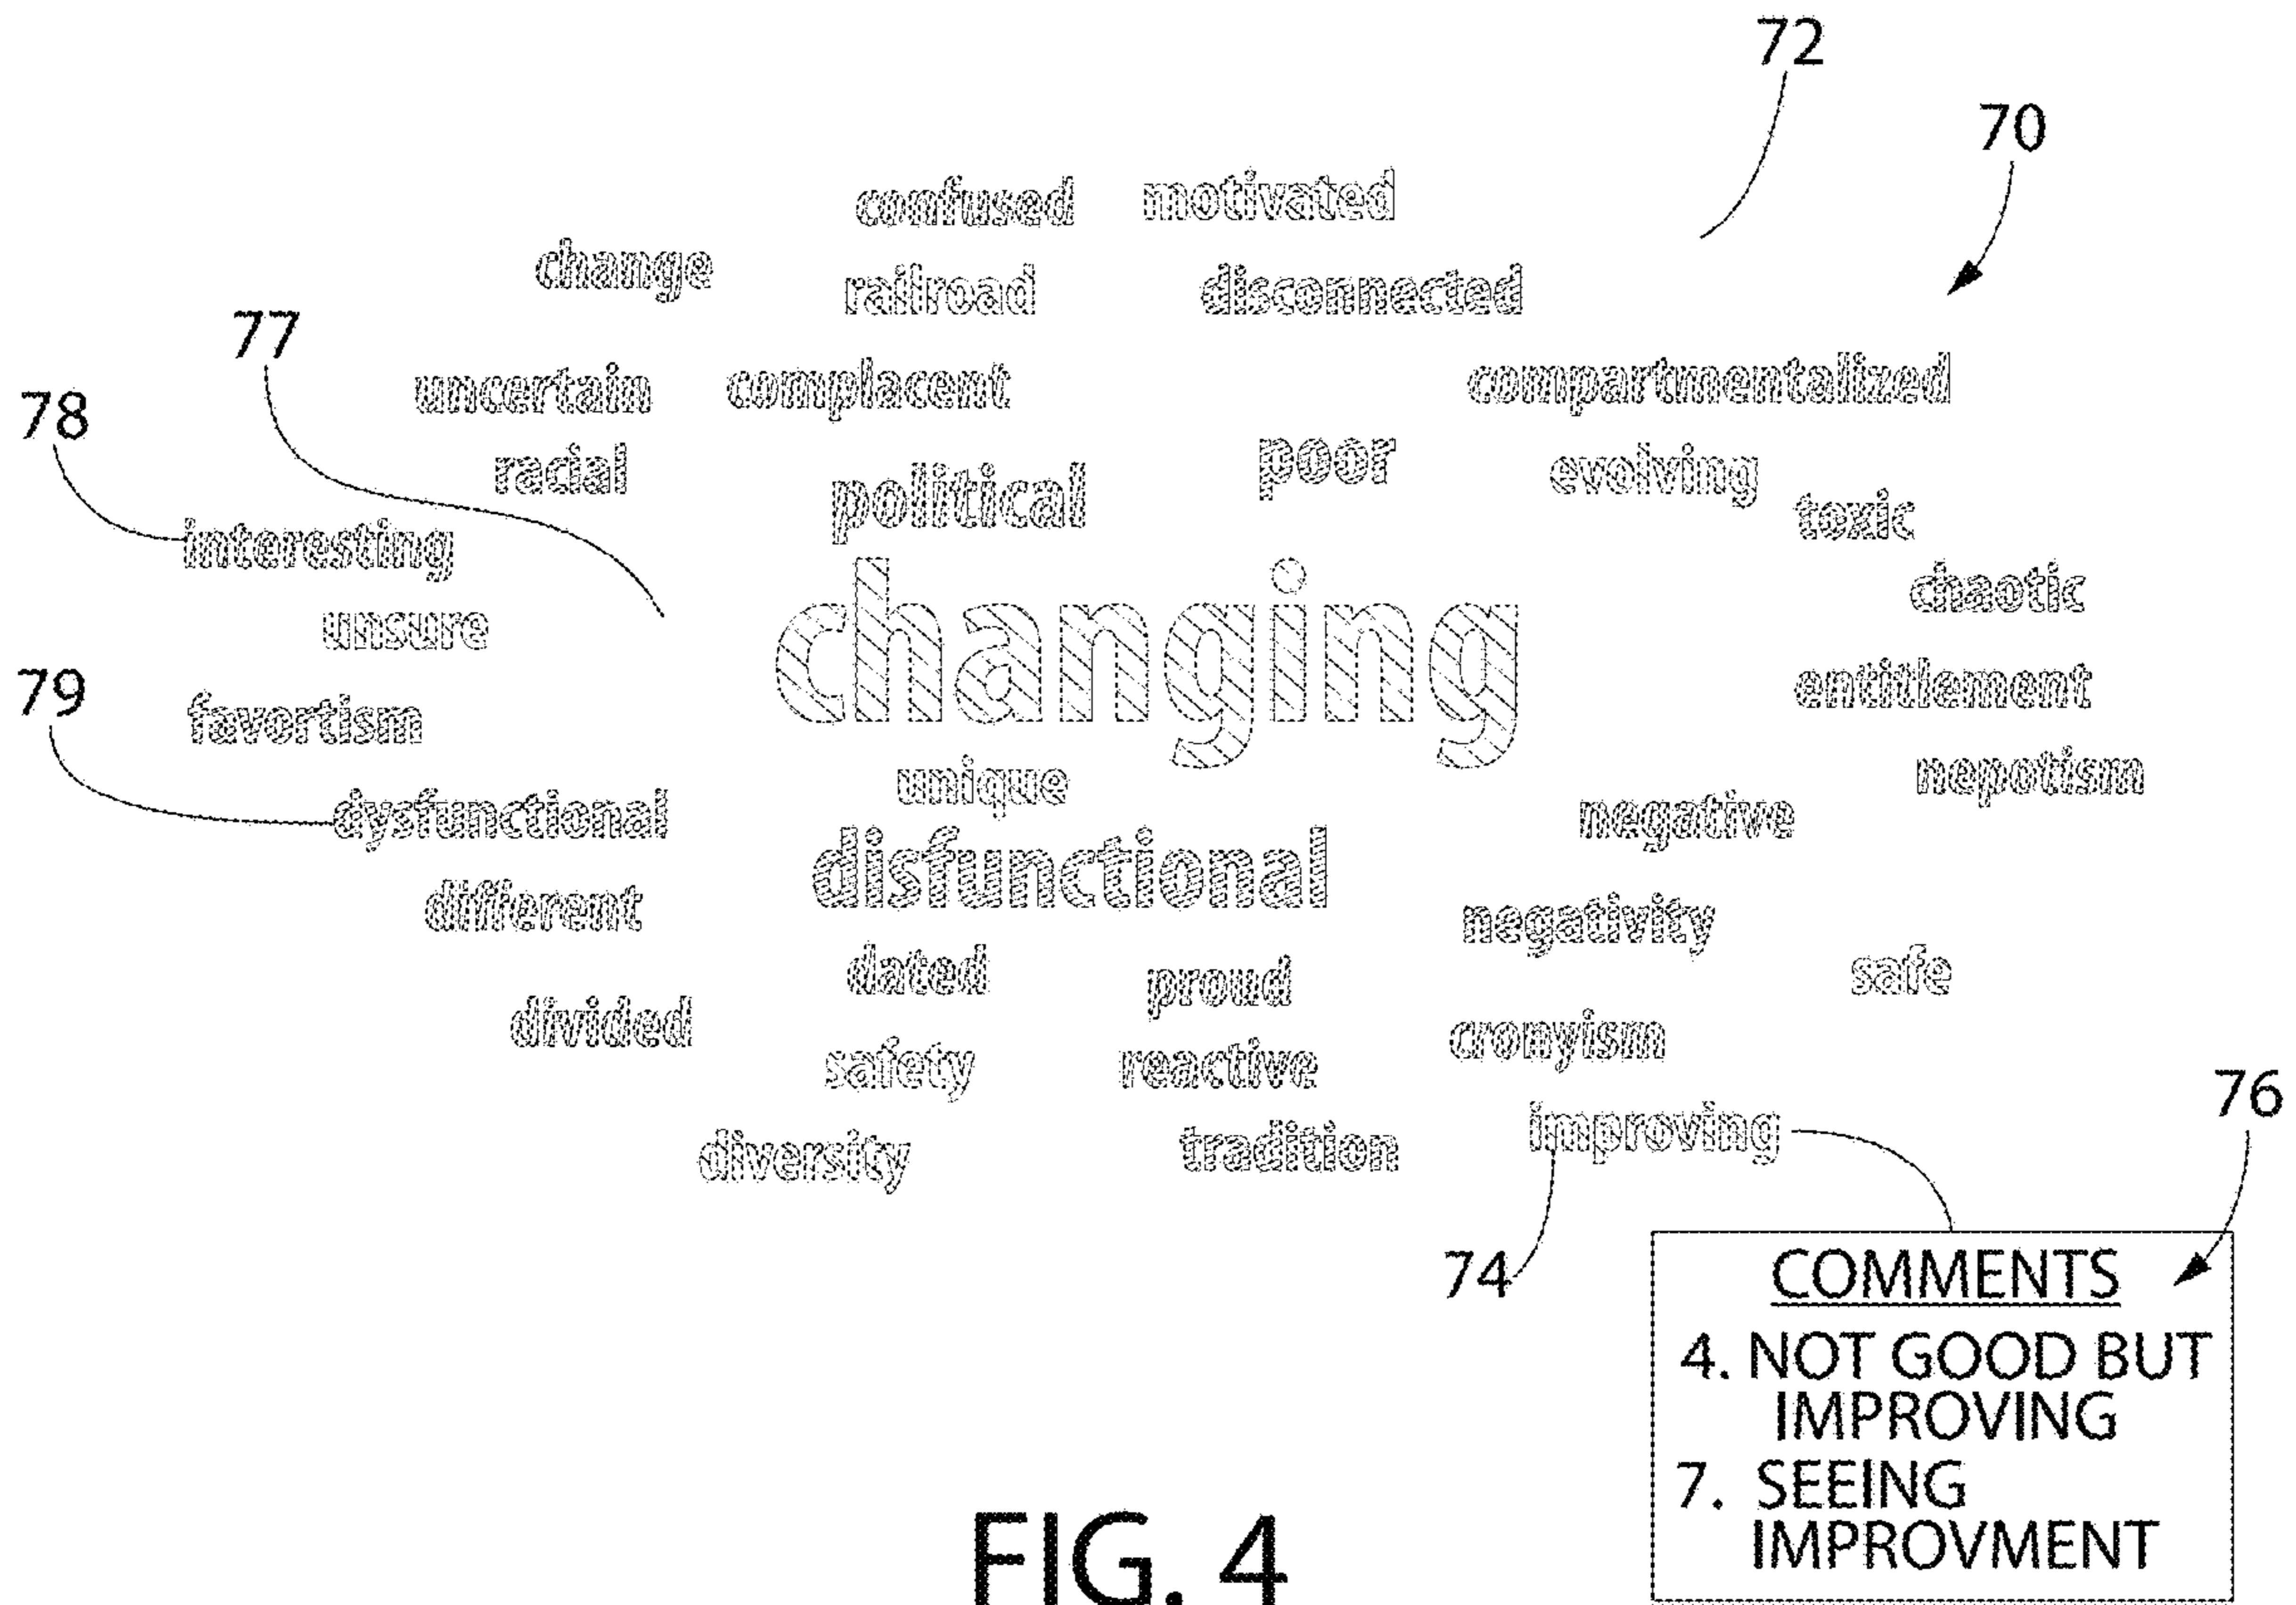 72
70
confused motivated
change railroad disconnected
77
uncertain complacent compartmentalized
78
racial political poor evolving
toxic
interesting
changing
chaotic
unsure
entitlement
79
favortism
unique nepotism
dysfunctional disfunctional negative
different negativity
dated proud safe
divided cronyism
safety reactive
76
diversity tradition improving
74
COMMENTS
4. NOT GOOD BUT
IMPROVING
7. SEEING
IMPROVMENT
FIG. 4